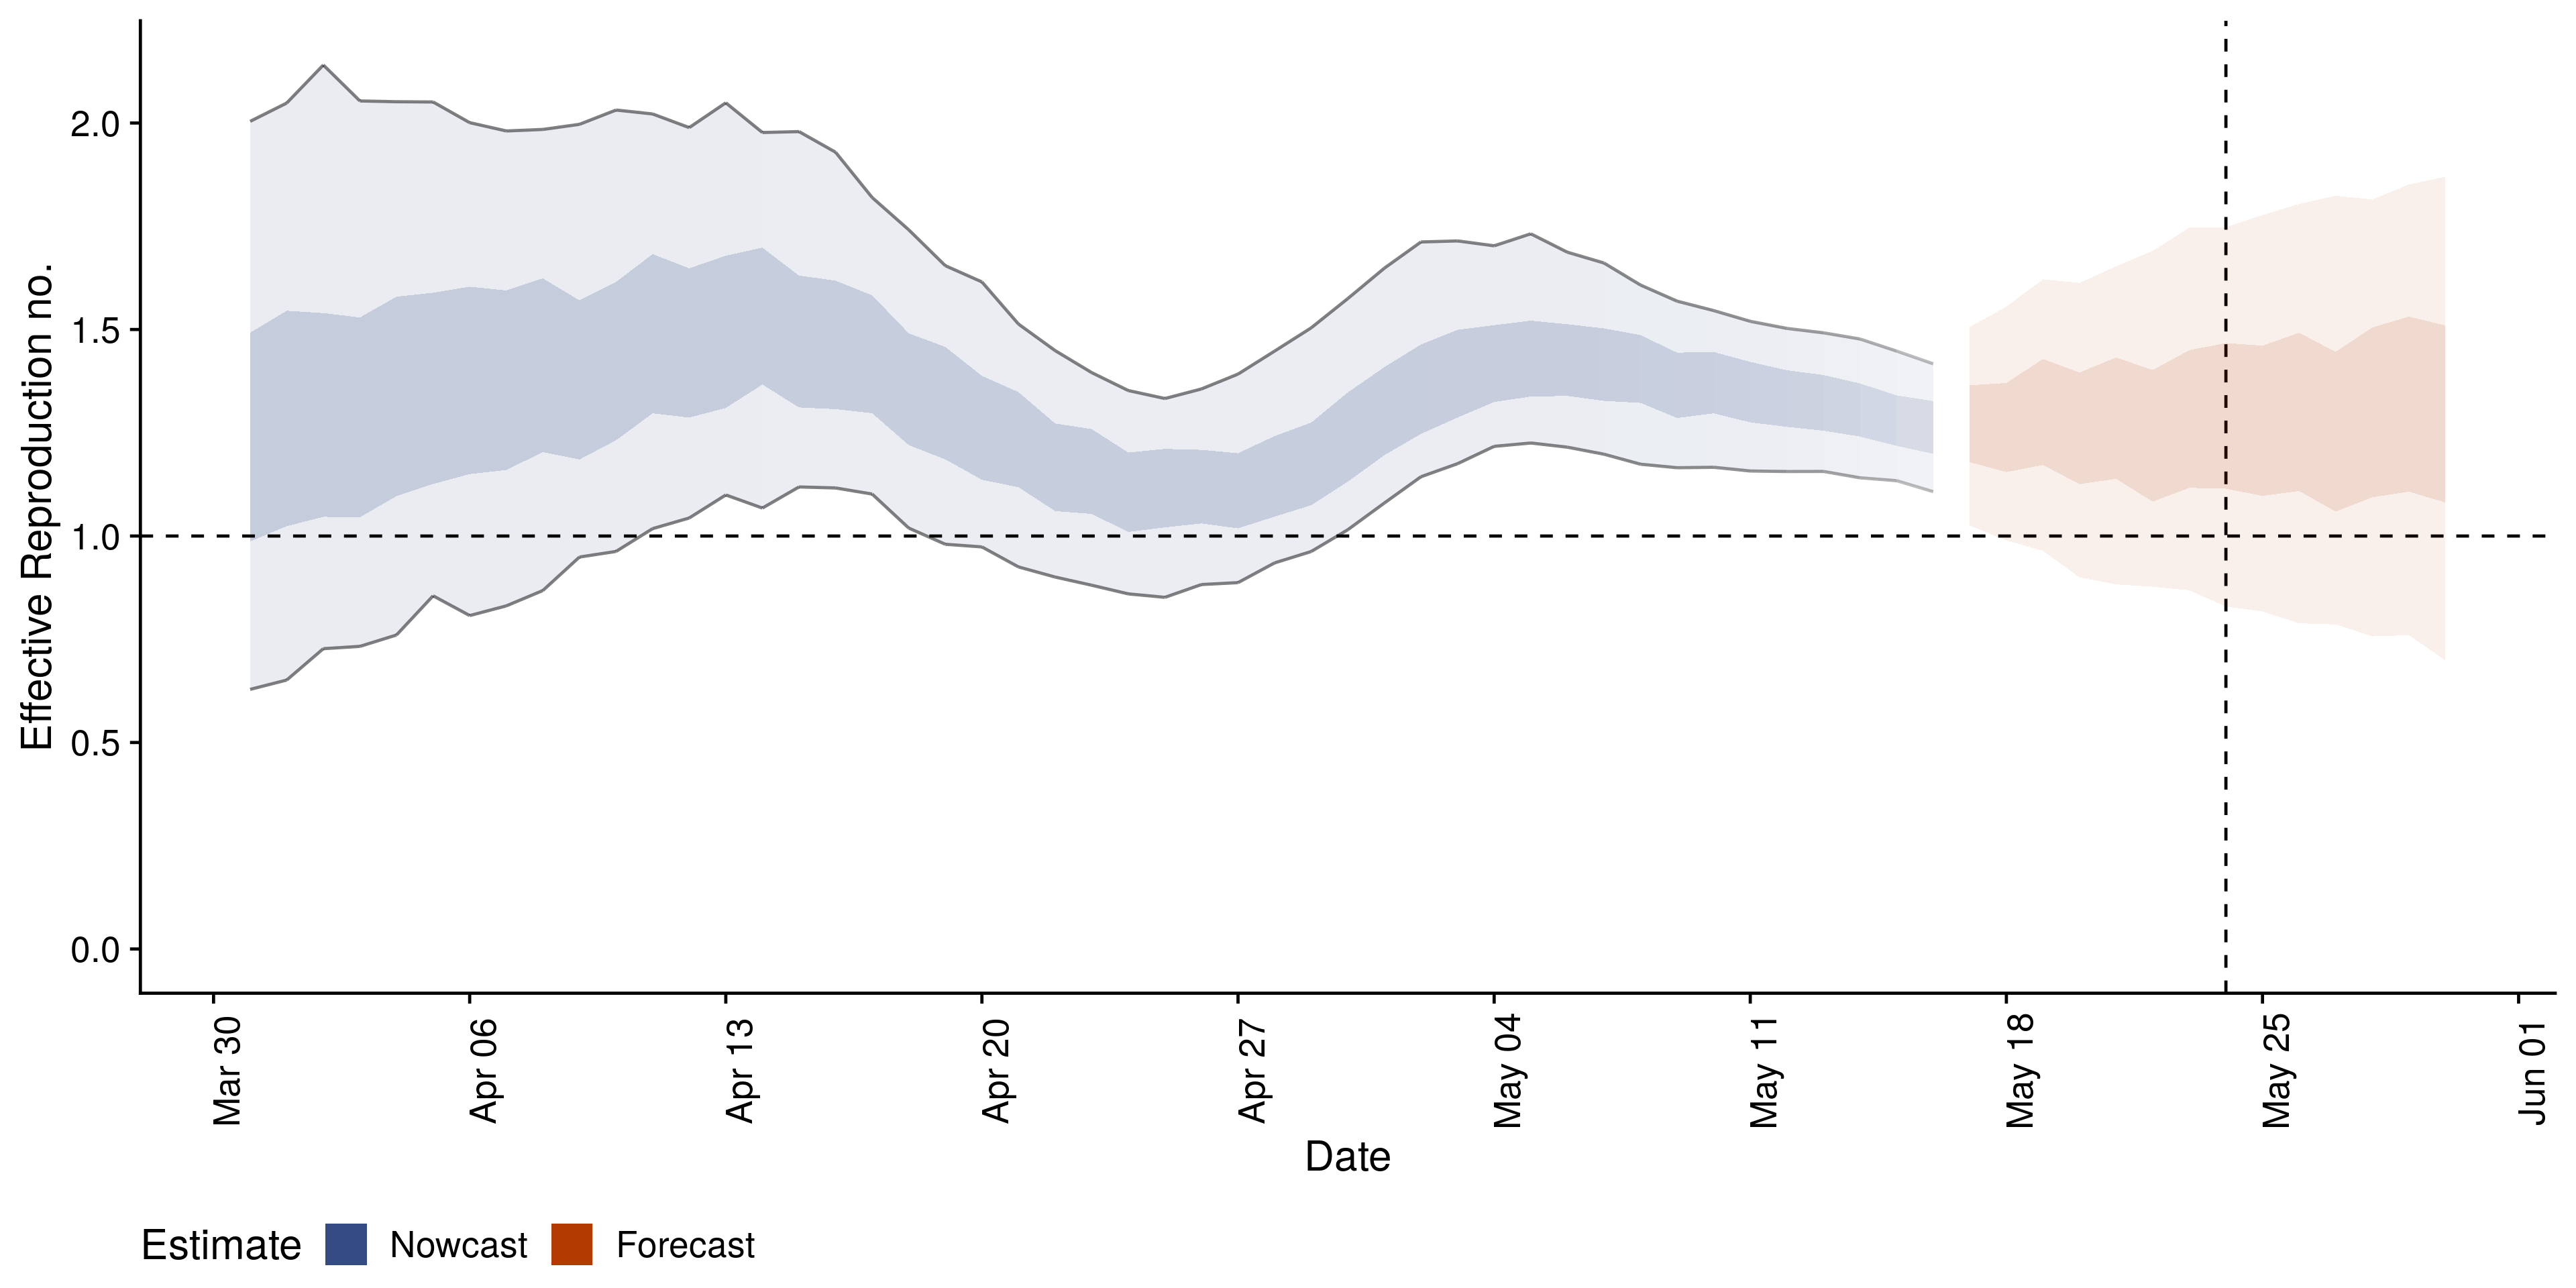 Effective Reproduction no.
2.0
1.5
1.0
0.5
0.0
Mar 30
Apr 06
Apr 13
Apr 20
Apr 27
May 04
May 11
May 18
May 25
Jun 01
Date
Estimate Nowcast Forecast